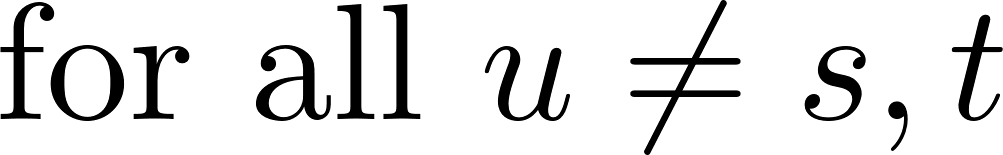 for all u ≠ s, t